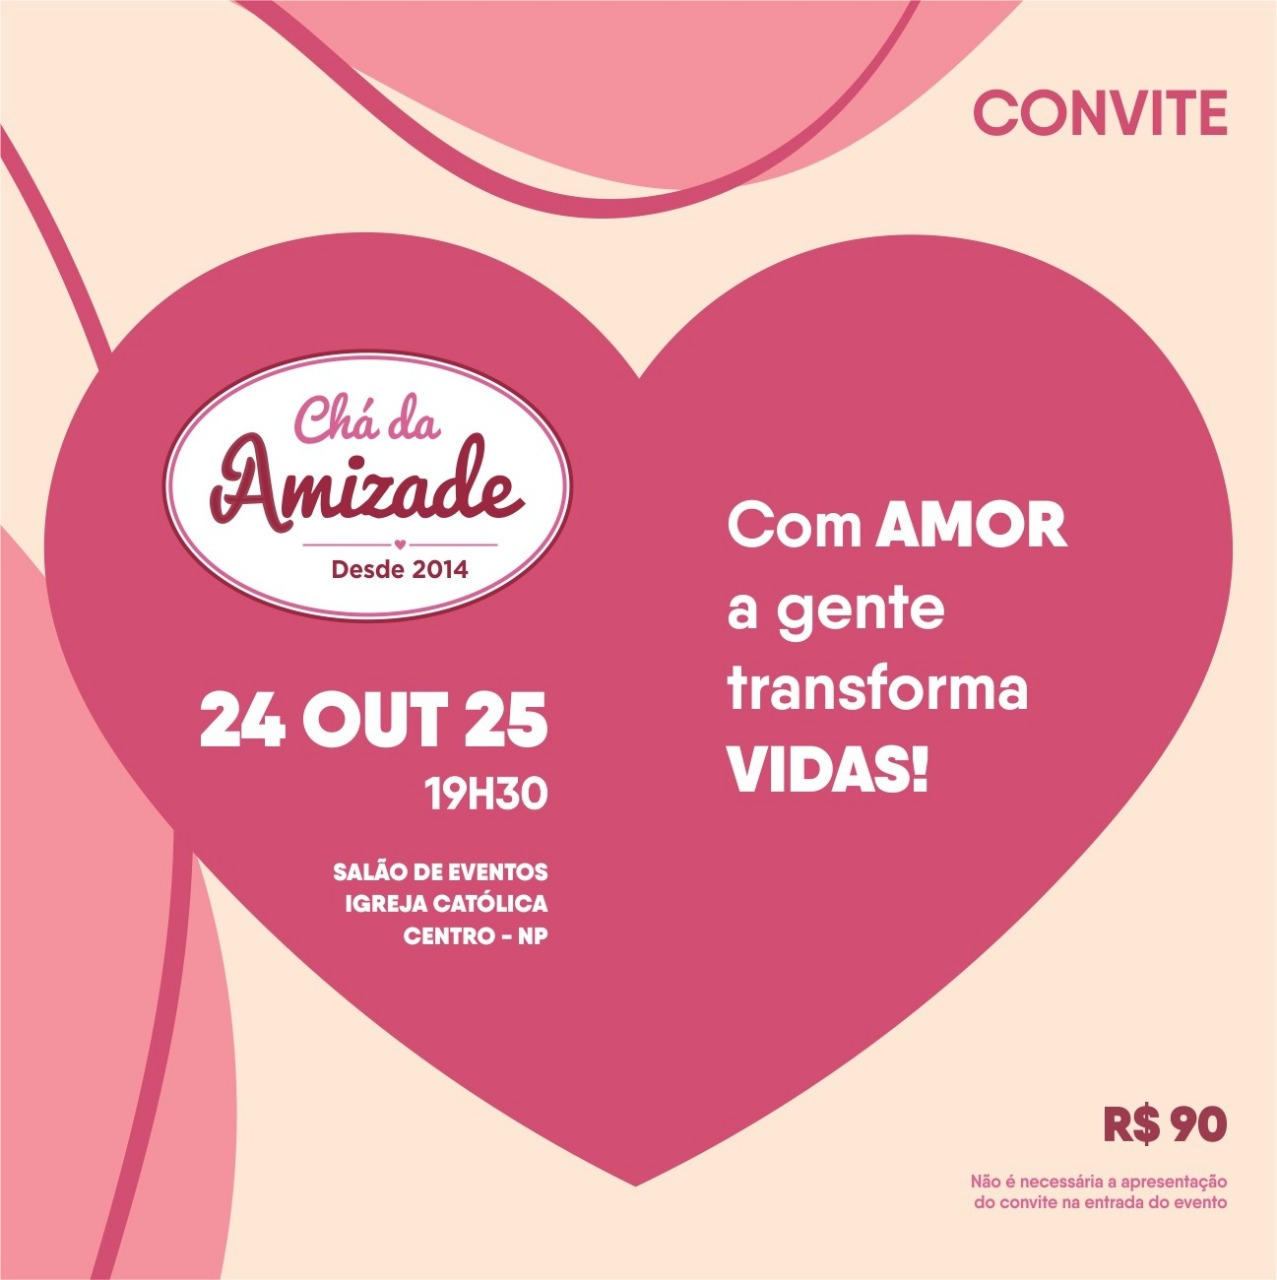 CONVITE
Chá da
Amizade
Desde 2014
24 OUT 25
19H30
SALÃO DE EVENTOS
IGREJA CATÓLICA
CENTRO - NP
Com AMOR
a gente
transforma
VIDAS!
R$ 90
Não é necessária a apresentação
do convite na entrada do evento